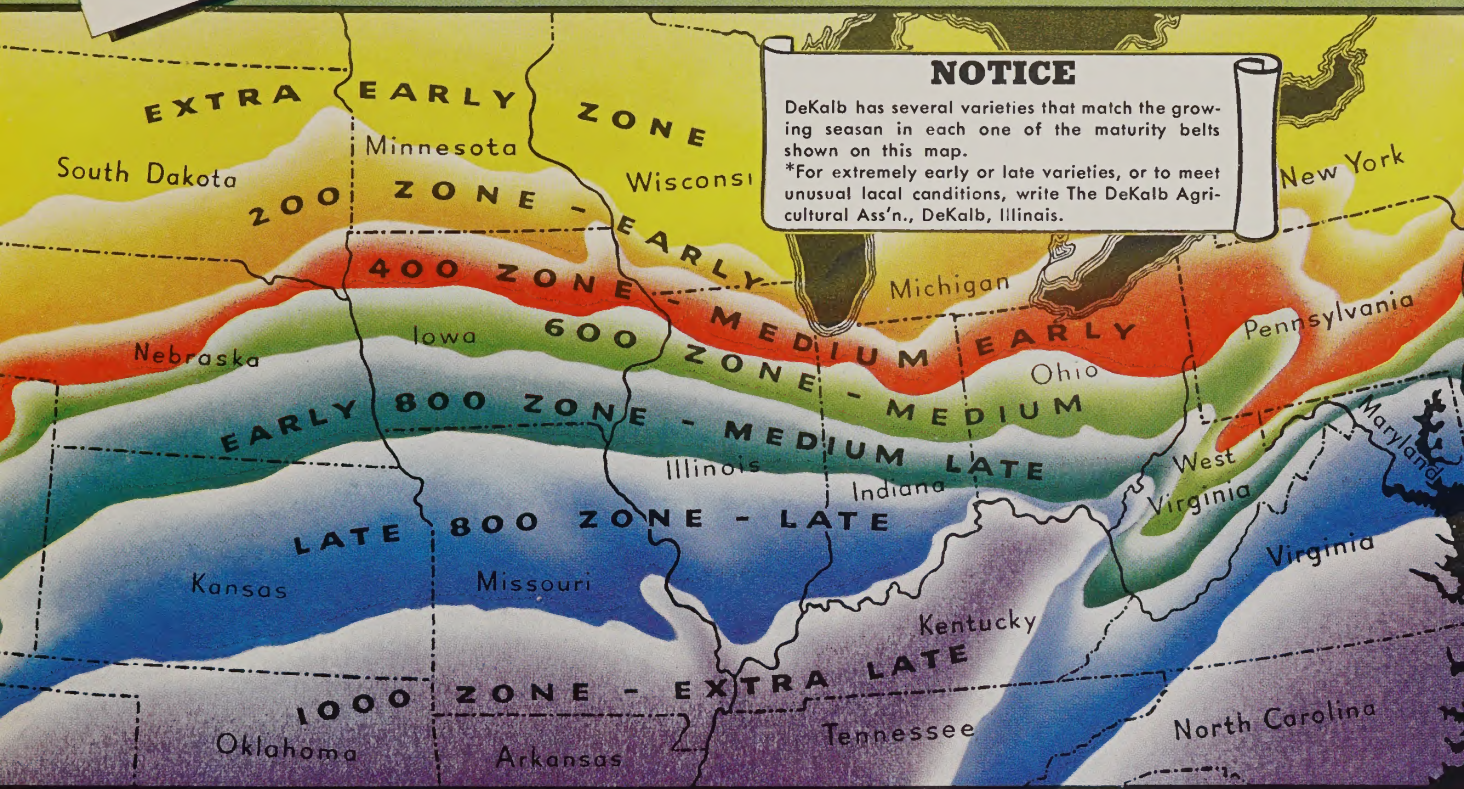 NOTICE
DeKalb has several varieties that match the grow-
ing seasan in each one of the maturity belts
shown on this map.
*For extremely early or late varieties, or to meet
unusual lacal conditions, write The DeKalb Agri-
cultural Ass'n., DeKalb, Illinais.
EXTRA EARLY ZONE
South Dakota
Minnesota
Wisconsi
New York
200 ZONE - EARLY
Michigan
400 ZONE - MEDIUM EARLY
Pennsylvania
Nebraska
Iowa
Ohio
600 ZONE - MEDIUM
Maryland
EARLY 800 ZONE - MEDIUM LATE
Illinois
Indiana
West
Virginia
LATE 800 ZONE - LATE
Virginia
Kansas
Missouri
Kentucky
1000 ZONE - EXTRA LATE
Oklahoma
Arkansas
Tennessee
North Carolina